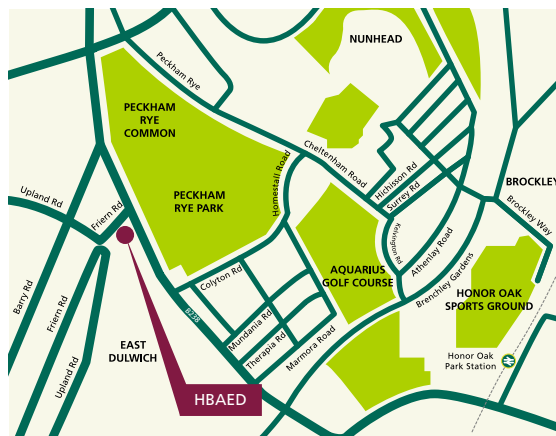 NUNHEAD
Peckham Rye
PECKHAM
RYE
COMMON
Cheltenham Road
Homestall Road
Hichisson Rd
Surrey Rd
BROCKLEY
Brockley Way
PECKHAM
RYE PARK
Upland Rd
Friern Rd
Kelvington Rd
Athenlay Road
Colyton Rd
AQUARIUS
GOLF COURSE
Brenchley Gardens
HONOR OAK
SPORTS GROUND
Barry Rd
Friern Rd
B238
Mundania Rd
Therapia Rd
Marmora Road
EAST
DULWICH
Upland Rd
Honor Oak
Park Station
HBAED